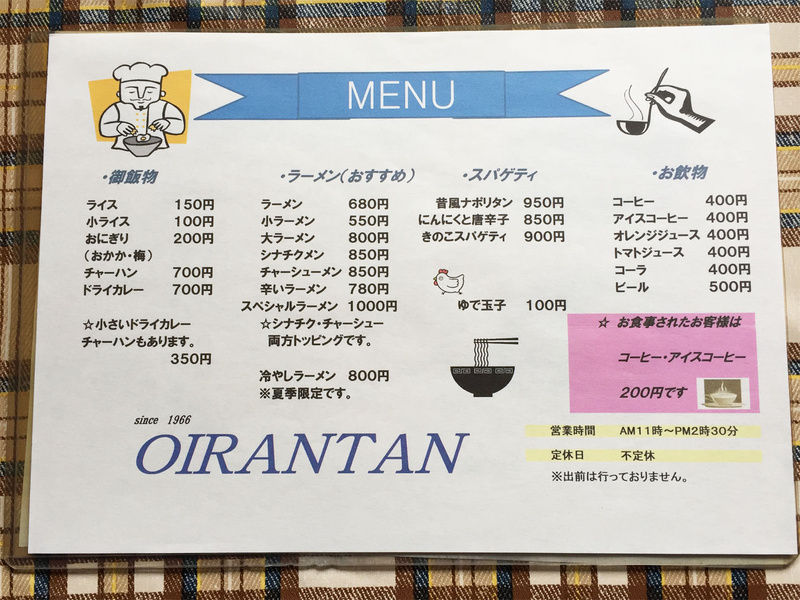 MENU
・御飯物
ライス 150円
小ライス 100円
おにぎり 200円
(おかか・梅)
チャーハン 700円
ドライカレー 700円
☆小さいドライカレー
チャーハンもあります。
350円
・ラーメン(おすすめ)
ラーメン 680円
小ラーメン 550円
大ラーメン 800円
シナチクメン 850円
チャーシューメン 850円
辛いラーメン 780円
スペシャルラーメン 1000円
☆シナチク・チャーシュー
両方トッピングです。
冷やしラーメン 800円
※夏季限定です。
・スパゲティ
昔風ナポリタン 950円
にんにくと唐辛子 850円
きのこスパゲティ 900円
ゆで玉子 100円
・お飲物
コーヒー 400円
アイスコーヒー 400円
オレンジジュース 400円
トマトジュース 400円
コーラ 400円
ビール 500円
☆ お食事されたお客様は
コーヒー・アイスコーヒー
200円です
since 1966
OIRANTAN
営業時間 AM11時～PM2時30分
定休日 不定休
※出前は行っておりません。